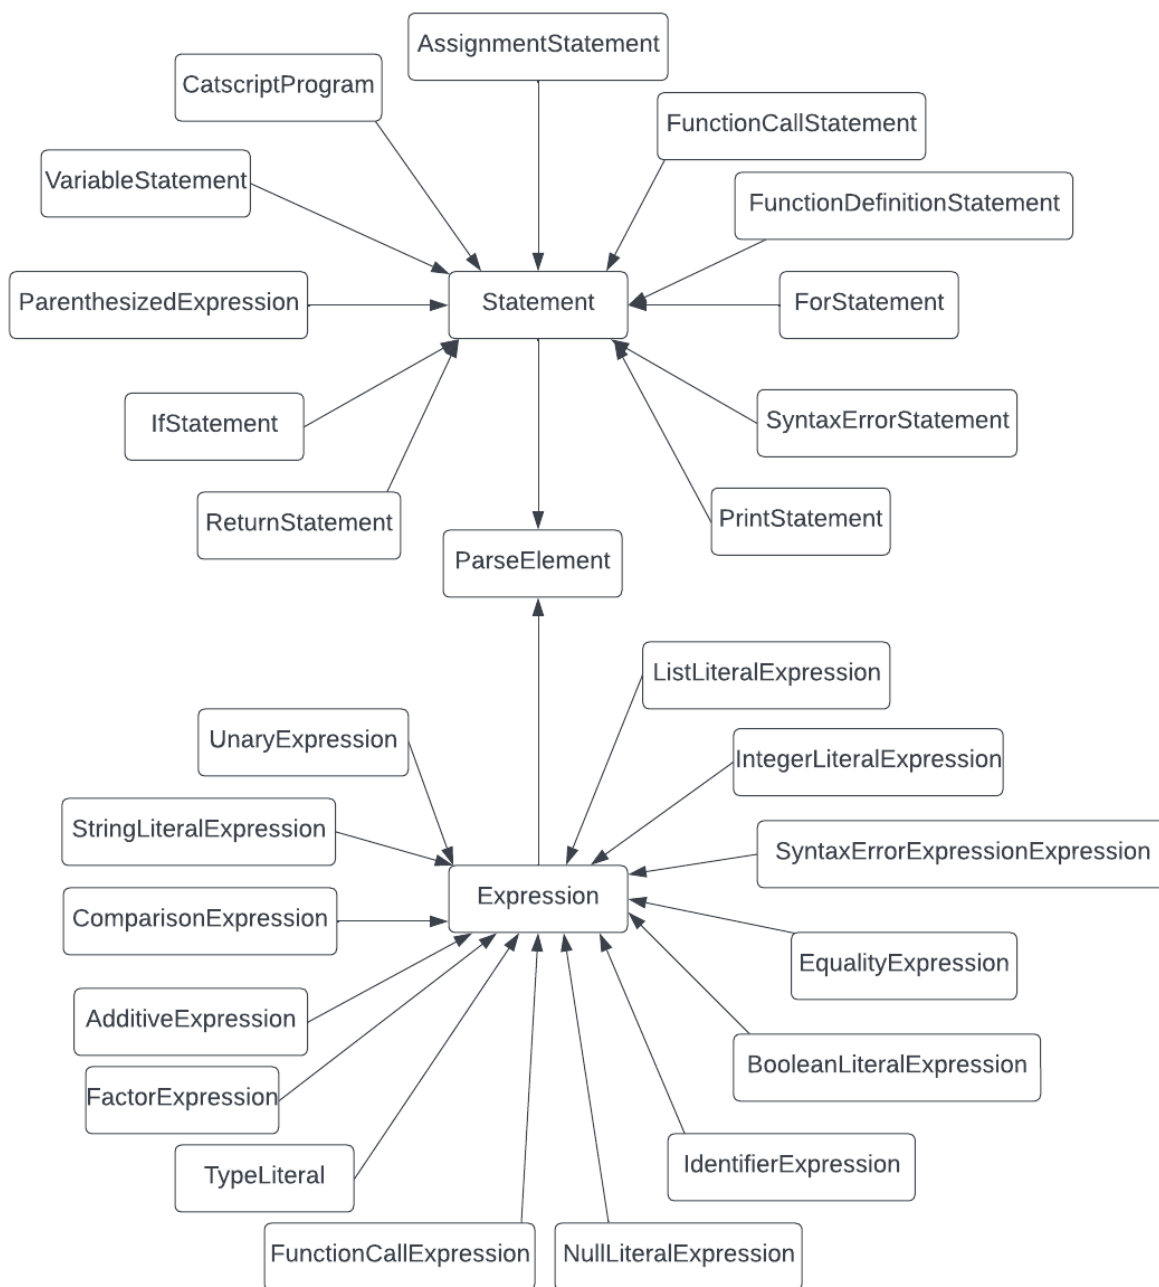 AssignmentStatement
CatscriptProgram
FunctionCallStatement
VariableStatement
FunctionDefinitionStatement
ParenthesizedExpression
Statement
ForStatement
IfStatement
SyntaxErrorStatement
ReturnStatement
PrintStatement
ParseElement
ListLiteralExpression
UnaryExpression
IntegerLiteralExpression
StringLiteralExpression
SyntaxErrorExpressionExpression
Expression
ComparisonExpression
EqualityExpression
AdditiveExpression
BooleanLiteralExpression
FactorExpression
IdentifierExpression
TypeLiteral
FunctionCallExpression
NullLiteralExpression